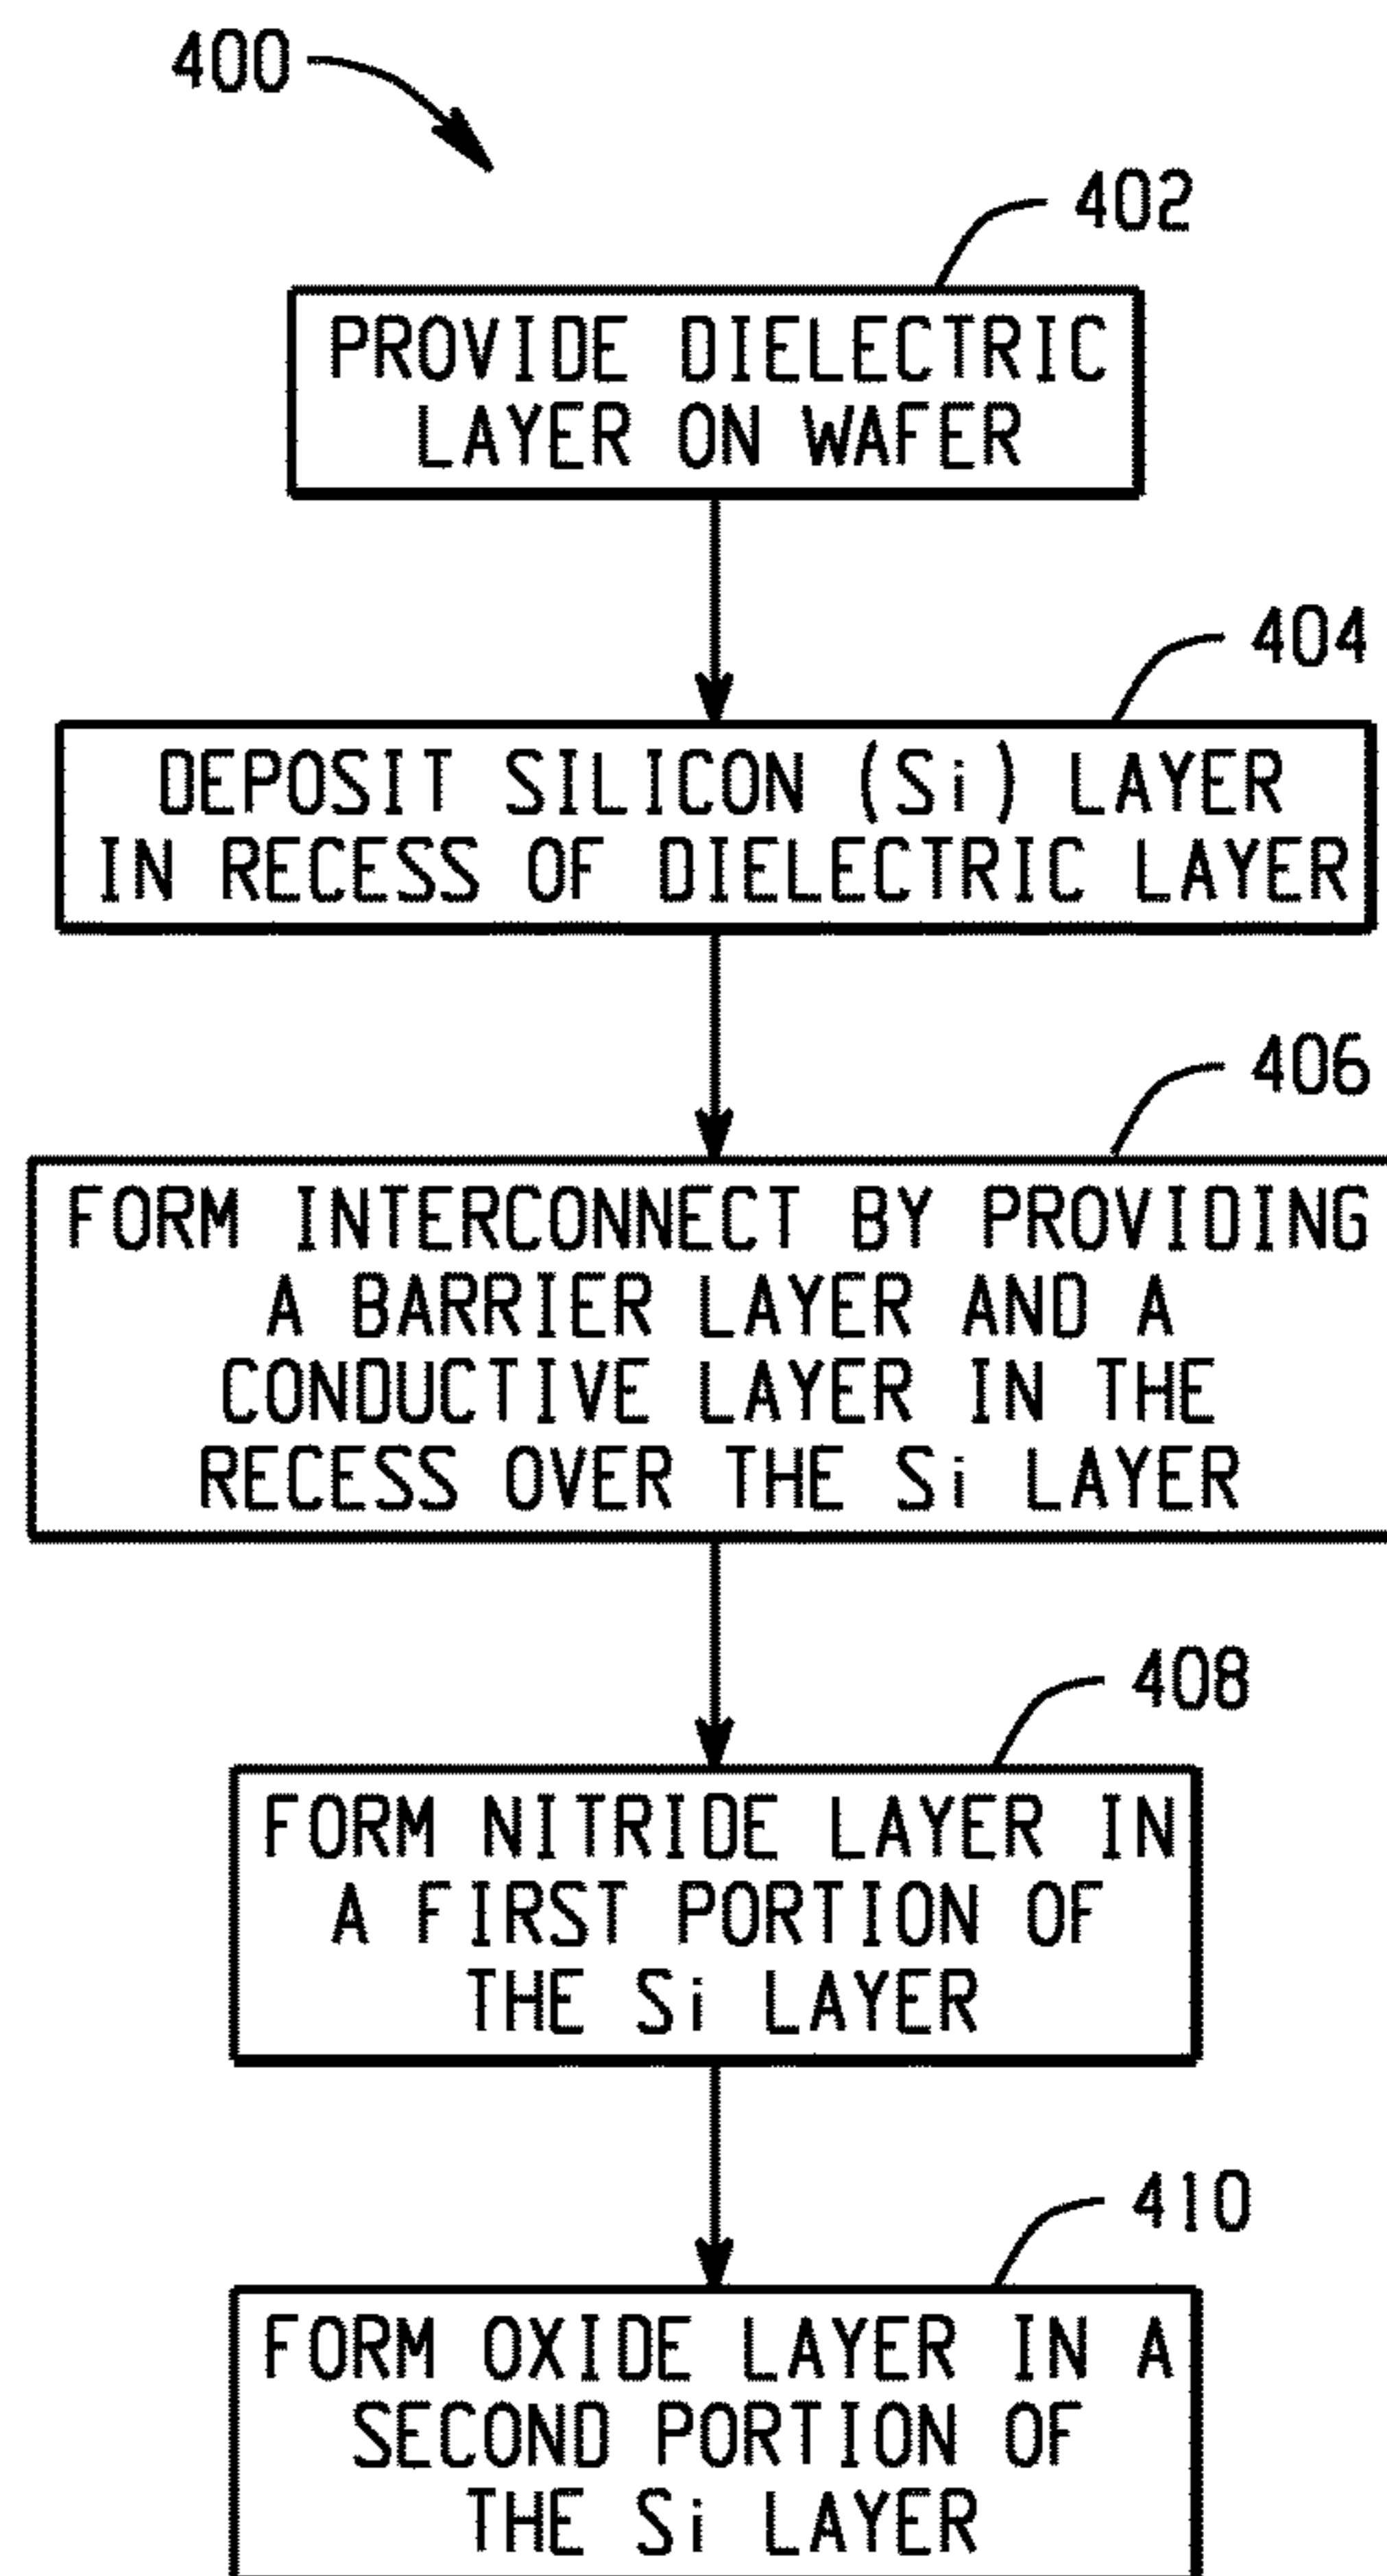 400
402
PROVIDE DIELECTRIC
LAYER ON WAFER
404
DEPOSIT SILICON (Si) LAYER
IN RECESS OF DIELECTRIC LAYER
406
FORM INTERCONNECT BY PROVIDING
A BARRIER LAYER AND A
CONDUCTIVE LAYER IN THE
RECESS OVER THE Si LAYER
408
FORM NITRIDE LAYER IN
A FIRST PORTION OF
THE Si LAYER
410
FORM OXIDE LAYER IN A
SECOND PORTION OF
THE Si LAYER